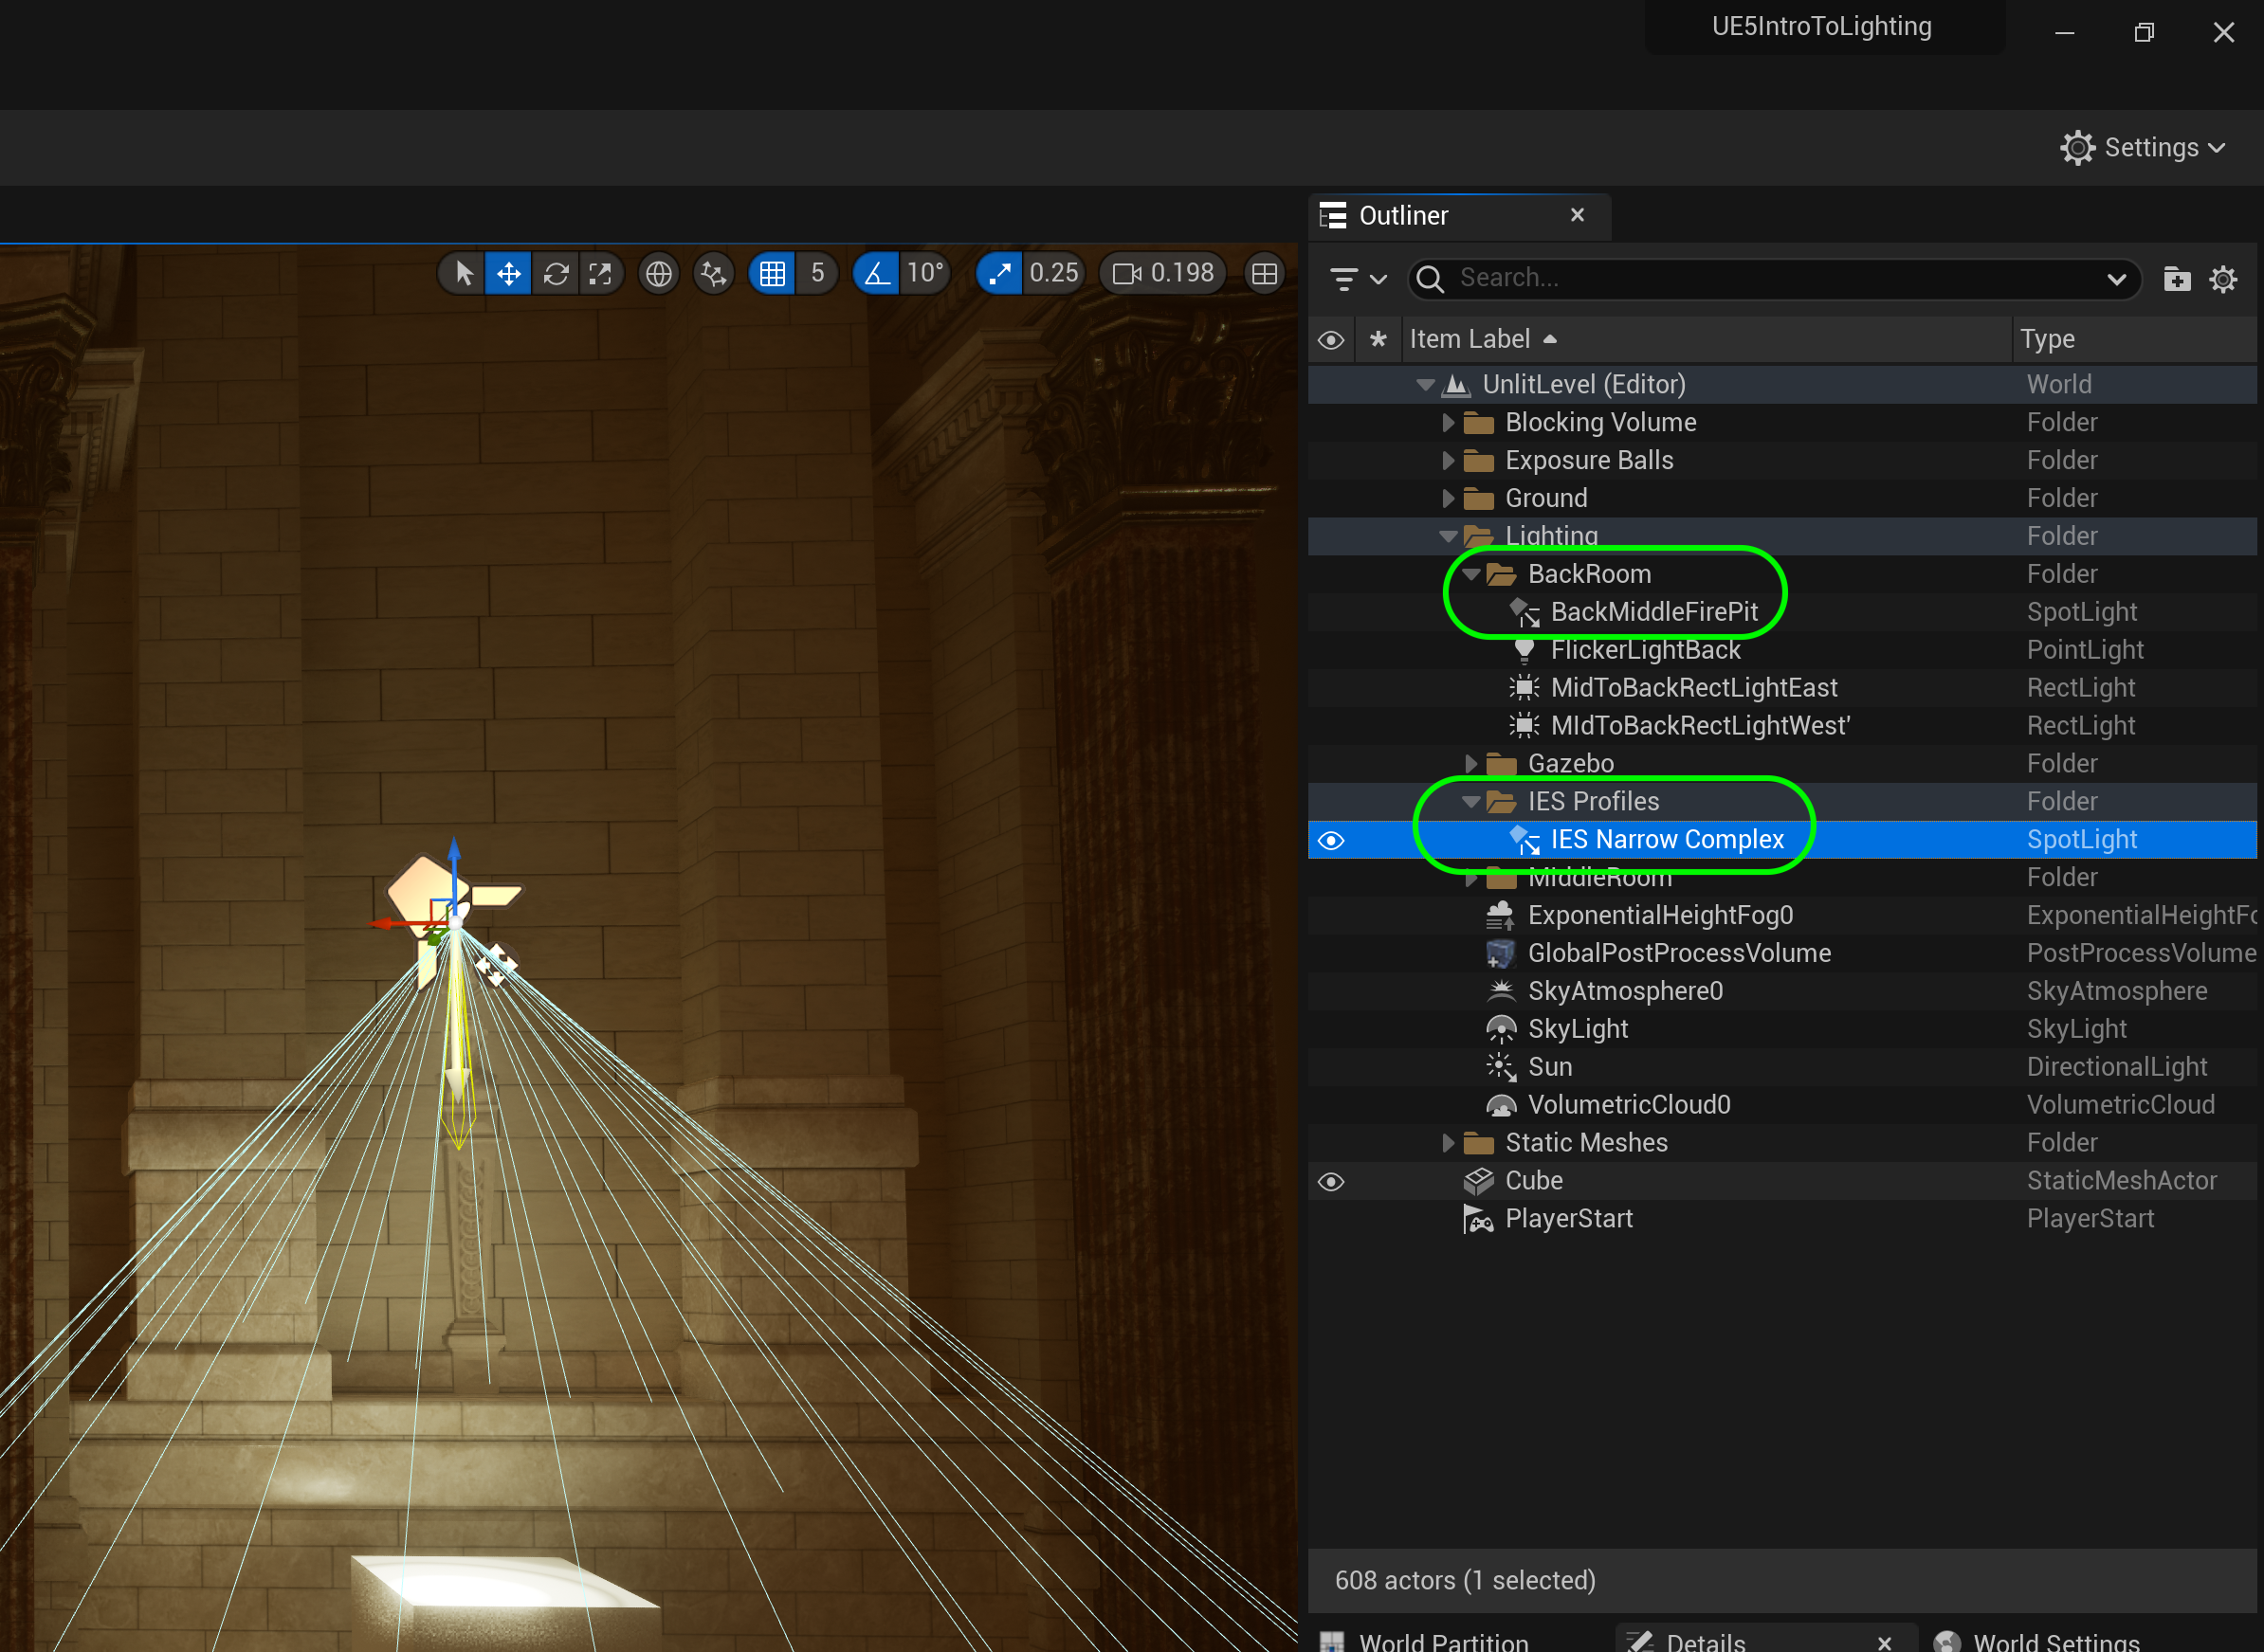 UE5IntroToLighting
Settings
Outliner
5 10° 0.25 0.198
Search...
* Item Label Type
UnlitLevel (Editor) World
Blocking Volume Folder
Exposure Balls Folder
Ground Folder
Lighting Folder
BackRoom Folder
BackMiddleFirePit SpotLight
FlickerLightBack PointLight
MidToBackRectLightEast RectLight
MIdToBackRectLightWest' RectLight
Gazebo Folder
IES Profiles Folder
IES Narrow Complex SpotLight
MiddleRoom Folder
ExponentialHeightFog0 ExponentialHeightFo
GlobalPostProcessVolume PostProcessVolume
SkyAtmosphere0 SkyAtmosphere
SkyLight SkyLight
Sun DirectionalLight
VolumetricCloud0 VolumetricCloud
Static Meshes Folder
Cube StaticMeshActor
PlayerStart PlayerStart
608 actors (1 selected)
World Partition Details World Settings